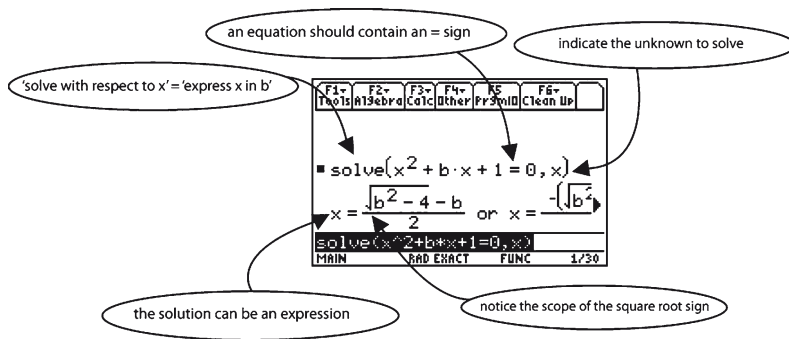 an equation should contain an = sign
indicate the unknown to solve
‘solve with respect to x’ = ‘express x in b’
F1▾ F2▾ F3▾ F4▾ F5 F6▾
Tools Algebra Calc Other PrgmIO Clean Up
■ solve(x² + b·x + 1 = 0, x)
x = (√(b² - 4) - b)/2 or x = -(√b²
solve(x^2+b*x+1=0,x)
MAIN RAD EXACT FUNC 1/30
the solution can be an expression
notice the scope of the square root sign